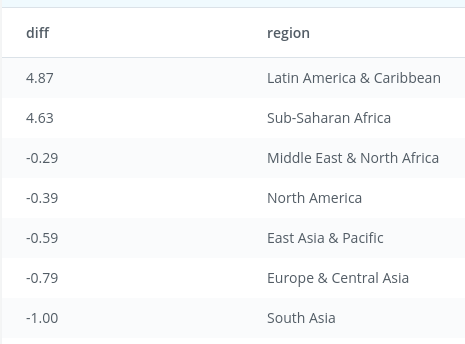 diff region
4.87 Latin America & Caribbean
4.63 Sub-Saharan Africa
-0.29 Middle East & North Africa
-0.39 North America
-0.59 East Asia & Pacific
-0.79 Europe & Central Asia
-1.00 South Asia